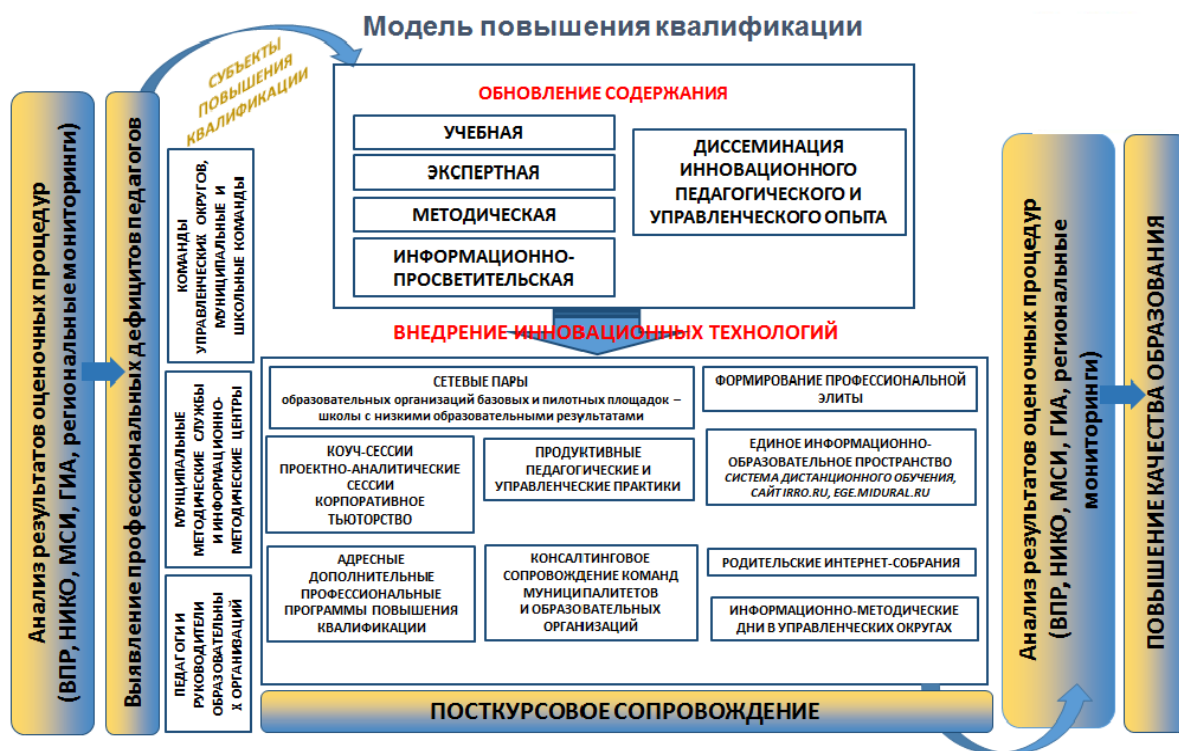 Модель повышения квалификации
СУБЪЕКТЫ
ПОВЫШЕНИЯ
КВАЛИФИКАЦИИ
Анализ результатов оценочных процедур
(ВПР, НИКО, МСИ, ГИА, региональные мониторинги)
Выявление профессиональных дефицитов педагогов
КОМАНДЫ
УПРАВЛЕНЧЕСКИХ ОКРУГОВ,
МУНИЦИПАЛЬНЫЕ И
ШКОЛЬНЫЕ КОМАНДЫ
МУНИЦИПАЛЬНЫЕ
МЕТОДИЧЕСКИЕ СЛУЖБЫ
И ИНФОРМАЦИОННО-
МЕТОДИЧЕСКИЕ ЦЕНТРЫ
ПЕДАГОГИ И
РУКОВОДИТЕЛИ
ОБРАЗОВАТЕЛЬНЫ
Х ОРГАНИЗАЦИЙ
ОБНОВЛЕНИЕ СОДЕРЖАНИЯ
УЧЕБНАЯ
ЭКСПЕРТНАЯ
МЕТОДИЧЕСКАЯ
ИНФОРМАЦИОННО-
ПРОСВЕТИТЕЛЬСКАЯ
ДИССЕМИНАЦИЯ
ИННОВАЦИОННОГО
ПЕДАГОГИЧЕСКОГО И
УПРАВЛЕНЧЕСКОГО ОПЫТА
ВНЕДРЕНИЕ ИННОВАЦИОННЫХ ТЕХНОЛОГИЙ
СЕТЕВЫЕ ПАРЫ
образовательных организаций базовых и пилотных площадок –
школы с низкими образовательными результатами
ФОРМИРОВАНИЕ ПРОФЕССИОНАЛЬНОЙ
ЭЛИТЫ
КОУЧ-СЕССИИ
ПРОЕКТНО-АНАЛИТИЧЕСКИЕ
СЕССИИ
КОРПОРАТИВНОЕ
ТЬЮТОРСТВО
ПРОДУКТИВНЫЕ
ПЕДАГОГИЧЕСКИЕ И
УПРАВЛЕНЧЕСКИЕ ПРАКТИКИ
ЕДИНОЕ ИНФОРМАЦИОННО-
ОБРАЗОВАТЕЛЬНОЕ ПРОСТРАНСТВО
СИСТЕМА ДИСТАНЦИОННОГО ОБУЧЕНИЯ,
САЙТ IRRO.RU, EGE.MIDURAL.RU
АДРЕСНЫЕ
ДОПОЛНИТЕЛЬНЫЕ
ПРОФЕССИОНАЛЬНЫЕ
ПРОГРАММЫ ПОВЫШЕНИЯ
КВАЛИФИКАЦИИ
КОНСАЛТИНГОВОЕ
СОПРОВОЖДЕНИЕ КОМАНД
МУНИЦИПАЛИТЕТОВ
И ОБРАЗОВАТЕЛЬНЫХ
ОРГАНИЗАЦИЙ
РОДИТЕЛЬСКИЕ ИНТЕРНЕТ-СОБРАНИЯ
ИНФОРМАЦИОННО-МЕТОДИЧЕСКИЕ
ДНИ В УПРАВЛЕНЧЕСКИХ ОКРУГАХ
ПОСТКУРСОВОЕ СОПРОВОЖДЕНИЕ
Анализ результатов оценочных процедур
(ВПР, НИКО, МСИ, ГИА, региональные
мониторинги)
ПОВЫШЕНИЕ КАЧЕСТВА ОБРАЗОВАНИЯ